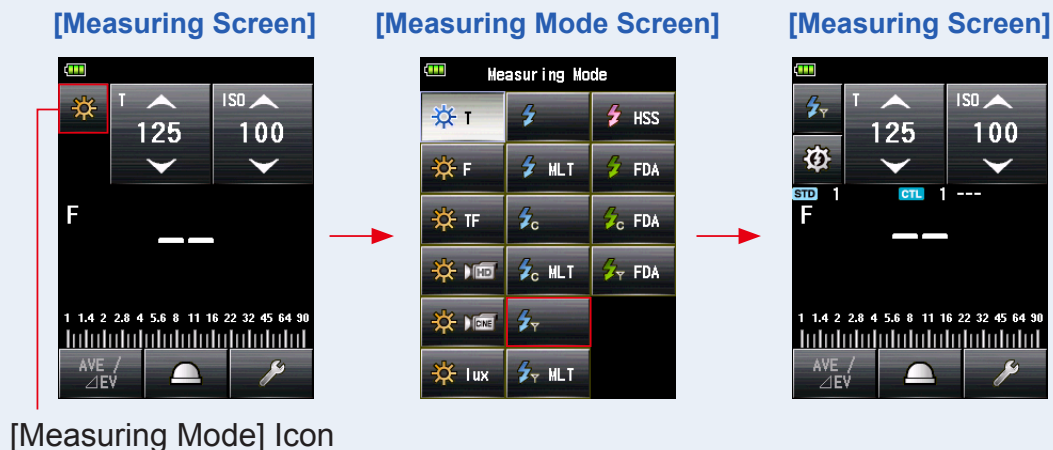 [Measuring Screen]
[Measuring Mode Screen]
[Measuring Screen]
T
125
ISO
100
F
1 1.4 2 2.8 4 5.6 8 11 16 22 32 45 64 90
AVE / ⊿EV
Measuring Mode
T
HSS
F
MLT
FDA
TF
C
C FDA
HD
C MLT
Y FDA
CINE
Y
lux
Y MLT
Y
T
125
ISO
100
STD 1
CTL 1 ---
F
1 1.4 2 2.8 4 5.6 8 11 16 22 32 45 64 90
AVE / ⊿EV
[Measuring Mode] Icon